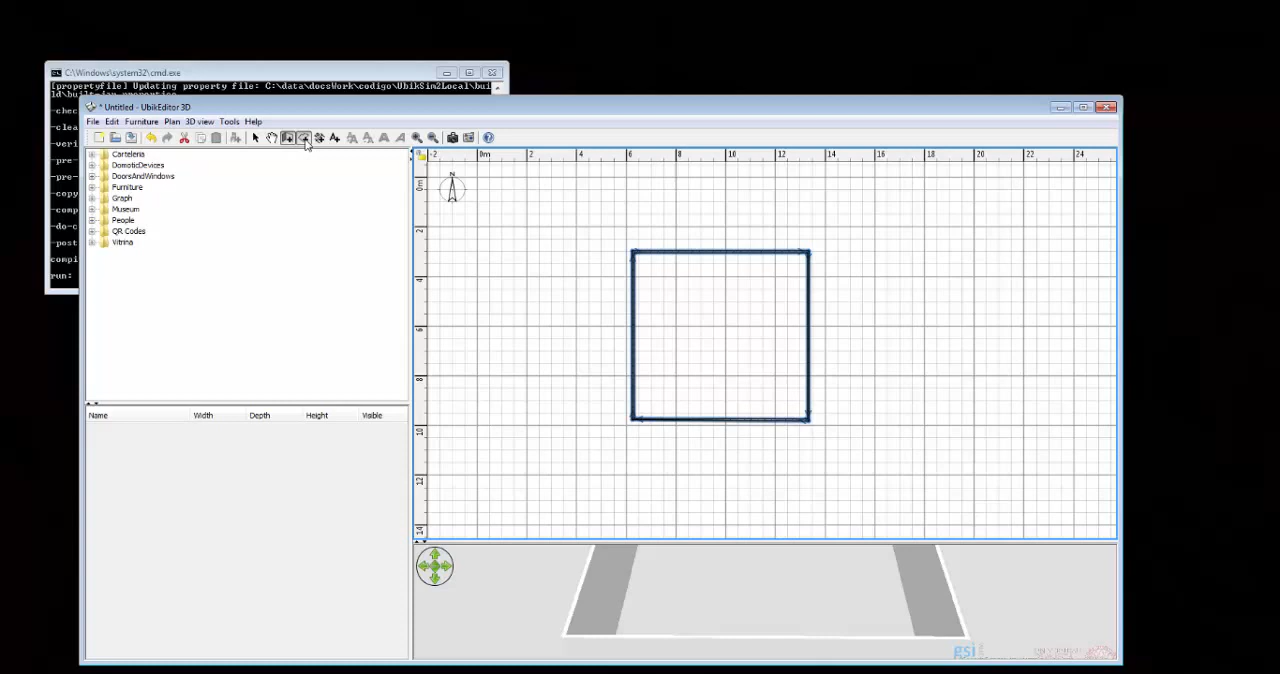 C:\Windows\system32\cmd.exe
[propertyfile] Updating property file: C:\data\docsWork\codigo\UbikSim2Local\bui
-chec
-clea
-veri
-pre-
-pre-
-copy
-comp
-do-c
-post
compi
run:
* Untitled - UbikEditor 3D
File Edit Furniture Plan 3D view Tools Help
Carteleria
DomoticDevices
DoorsAndWindows
Furniture
Graph
Museum
People
QR Codes
Vitrina
Name Width Depth Height Visible
-2 0m 2 4 6 8 10 12 14 16 18 20 22 24
0m
2
4
6
8
10
12
14
N
gsi